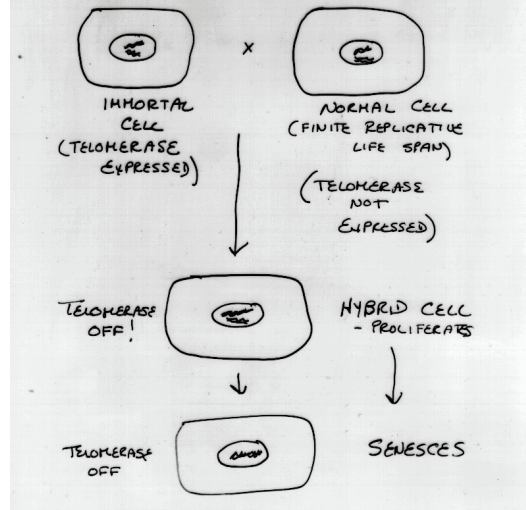 x
IMMORTAL
CELL
(TELOMERASE
EXPRESSED)
NORMAL CELL
(FINITE REPLICATIVE
LIFE SPAN)
(TELOMERASE
NOT
EXPRESSED)
TELOMERASE
OFF!
HYBRID CELL
- PROLIFERATES
TELOMERASE
OFF
SENESCES